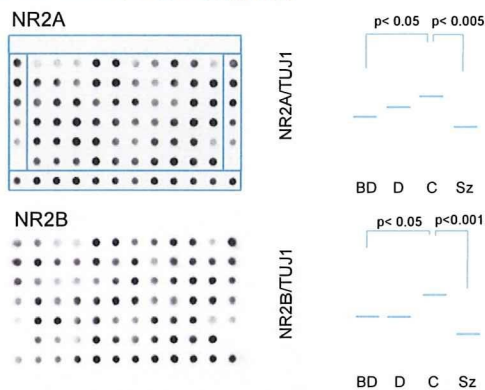 NR2A
p< 0.05 p< 0.005
NR2A/TUJ1
BD D C Sz
NR2B
p< 0.05 p<0.001
NR2B/TUJ1
BD D C Sz